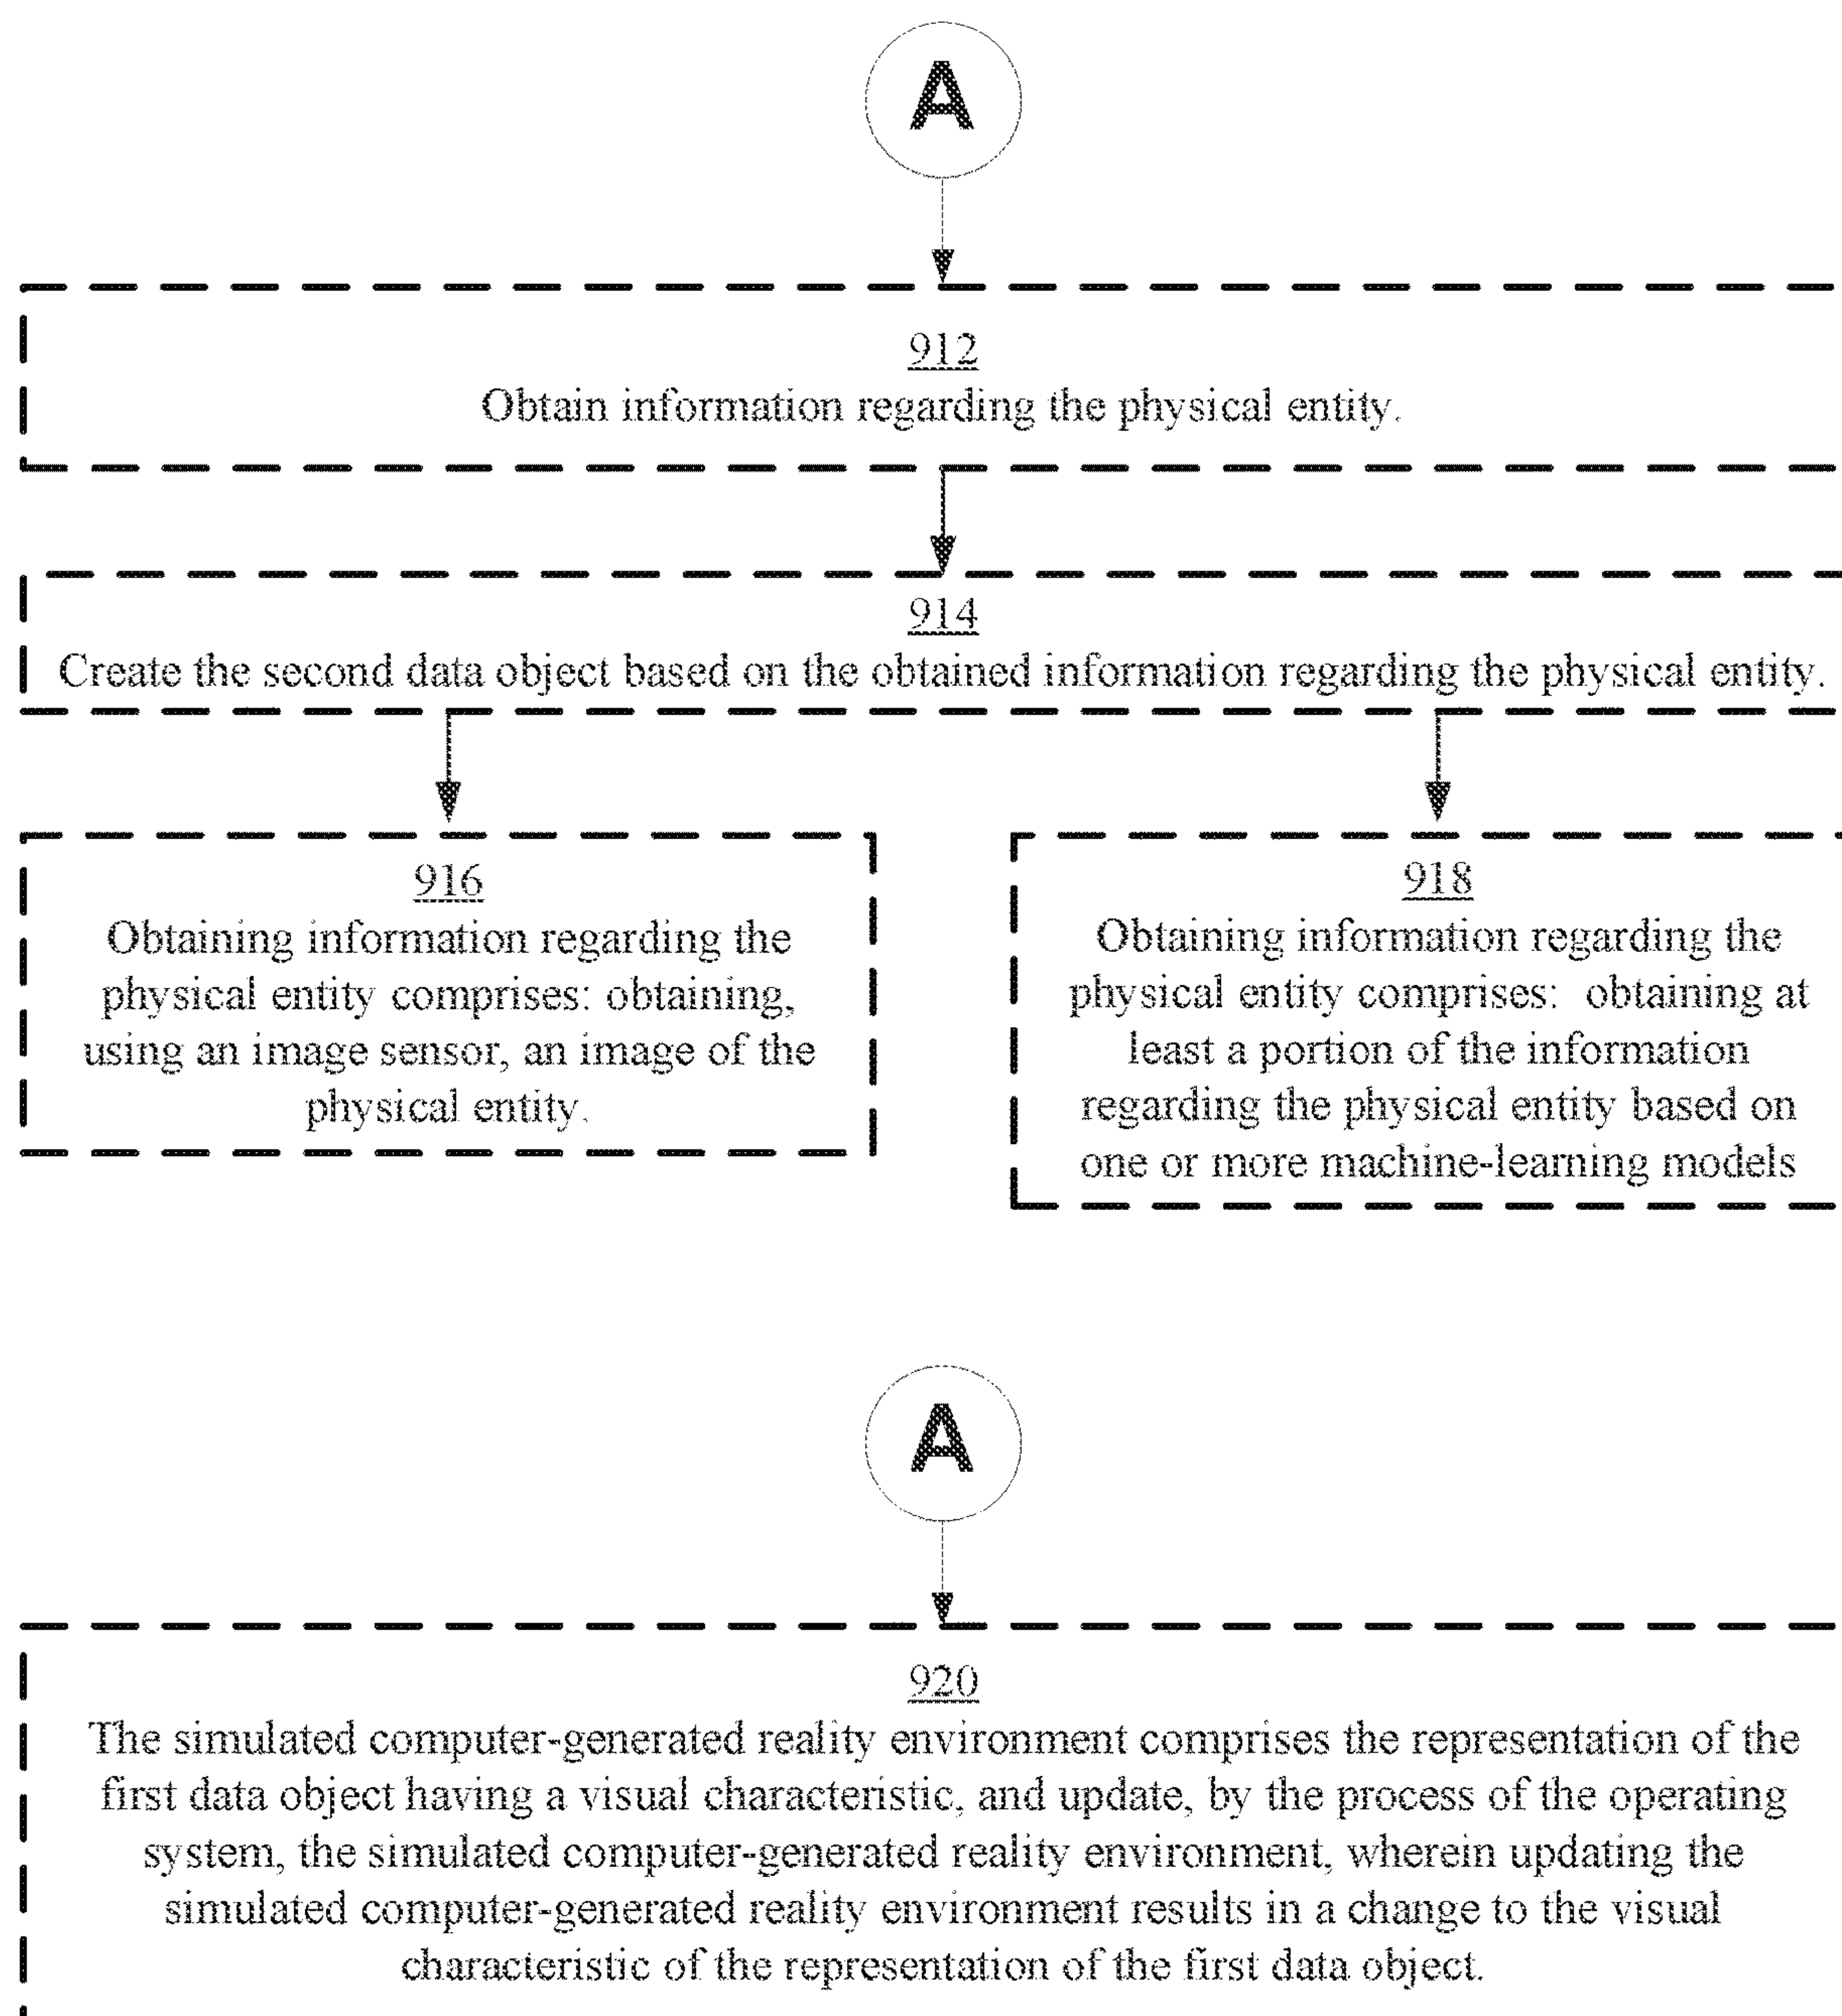 A
912
Obtain information regarding the physical entity.
914
Create the second data object based on the obtained information regarding the physical entity.
916
Obtaining information regarding the
physical entity comprises: obtaining,
using an image sensor, an image of the
physical entity.
918
Obtaining information regarding the
physical entity comprises: obtaining at
least a portion of the information
regarding the physical entity based on
one or more machine-learning models
A
920
The simulated computer-generated reality environment comprises the representation of the
first data object having a visual characteristic, and update, by the process of the operating
system, the simulated computer-generated reality environment, wherein updating the
simulated computer-generated reality environment results in a change to the visual
characteristic of the representation of the first data object.